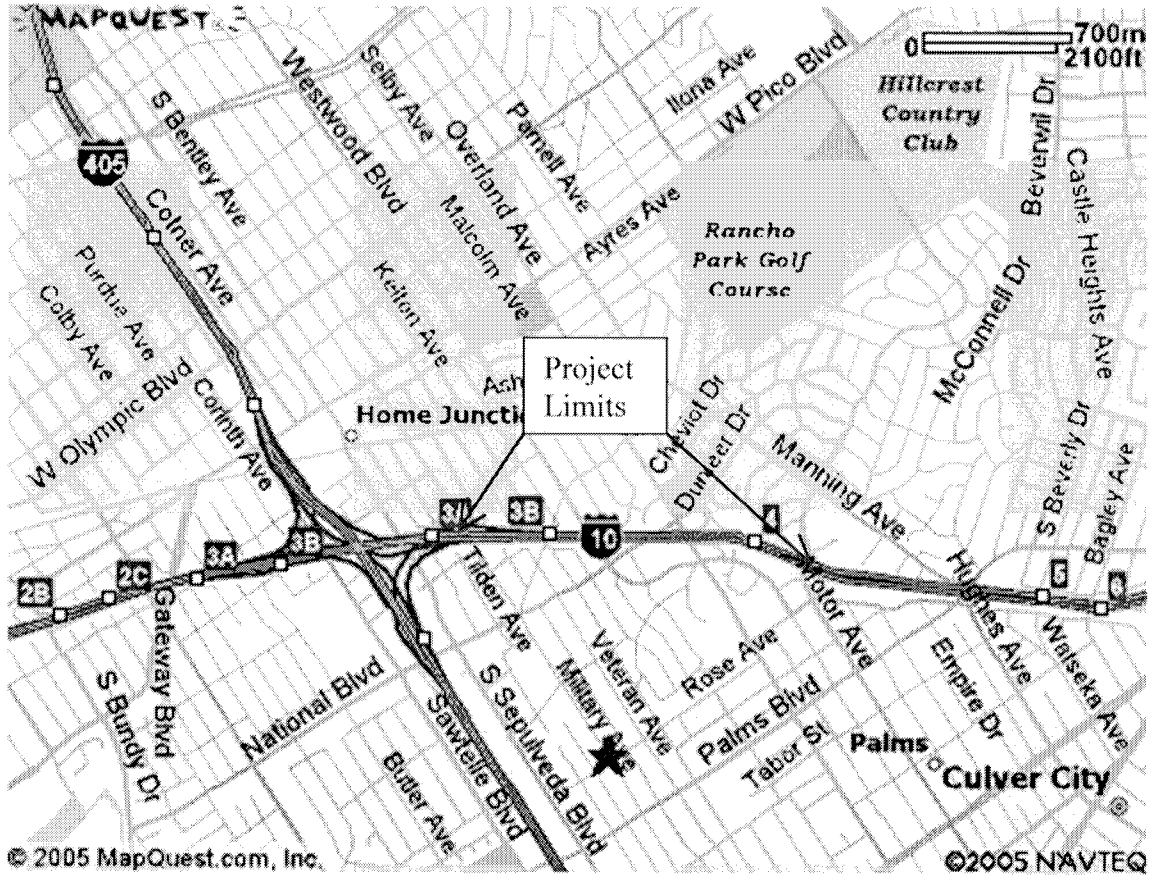 MAPQUEST
0 700m
2100ft
Hillcrest
Country
Club
405
S Bentley Ave
Westwood Blvd
Selby Ave
Overland Ave
Parnell Ave
Ilona Ave
W Pico Blvd
Beverwil Dr
Castle Heights Ave
Malcolm Ave
Ayres Ave
Rancho
Park Golf
Course
McConnell Dr
Purdue Ave
Colby Ave
Kelton Ave
W Olympic Blvd
Corinth Ave
Ash
Home Juncti
Project
Limits
Cheviot Dr
Manning Ave
S Beverly Dr
Bagley Ave
2B
2C
3A
3B
3B
10
4
5
6
Gateway Blvd
S Bundy Dr
National Blvd
Tilden Ave
Veteran Ave
Military Ave
S Sepulveda Blvd
Sawtelle Blvd
Butler Ave
Rose Ave
Palms Blvd
Tabor St
Motor Ave
Hughes Ave
Empire Dr
Watseka Ave
Palms
Culver City
© 2005 MapQuest.com, Inc.
©2005 NAVTEQ